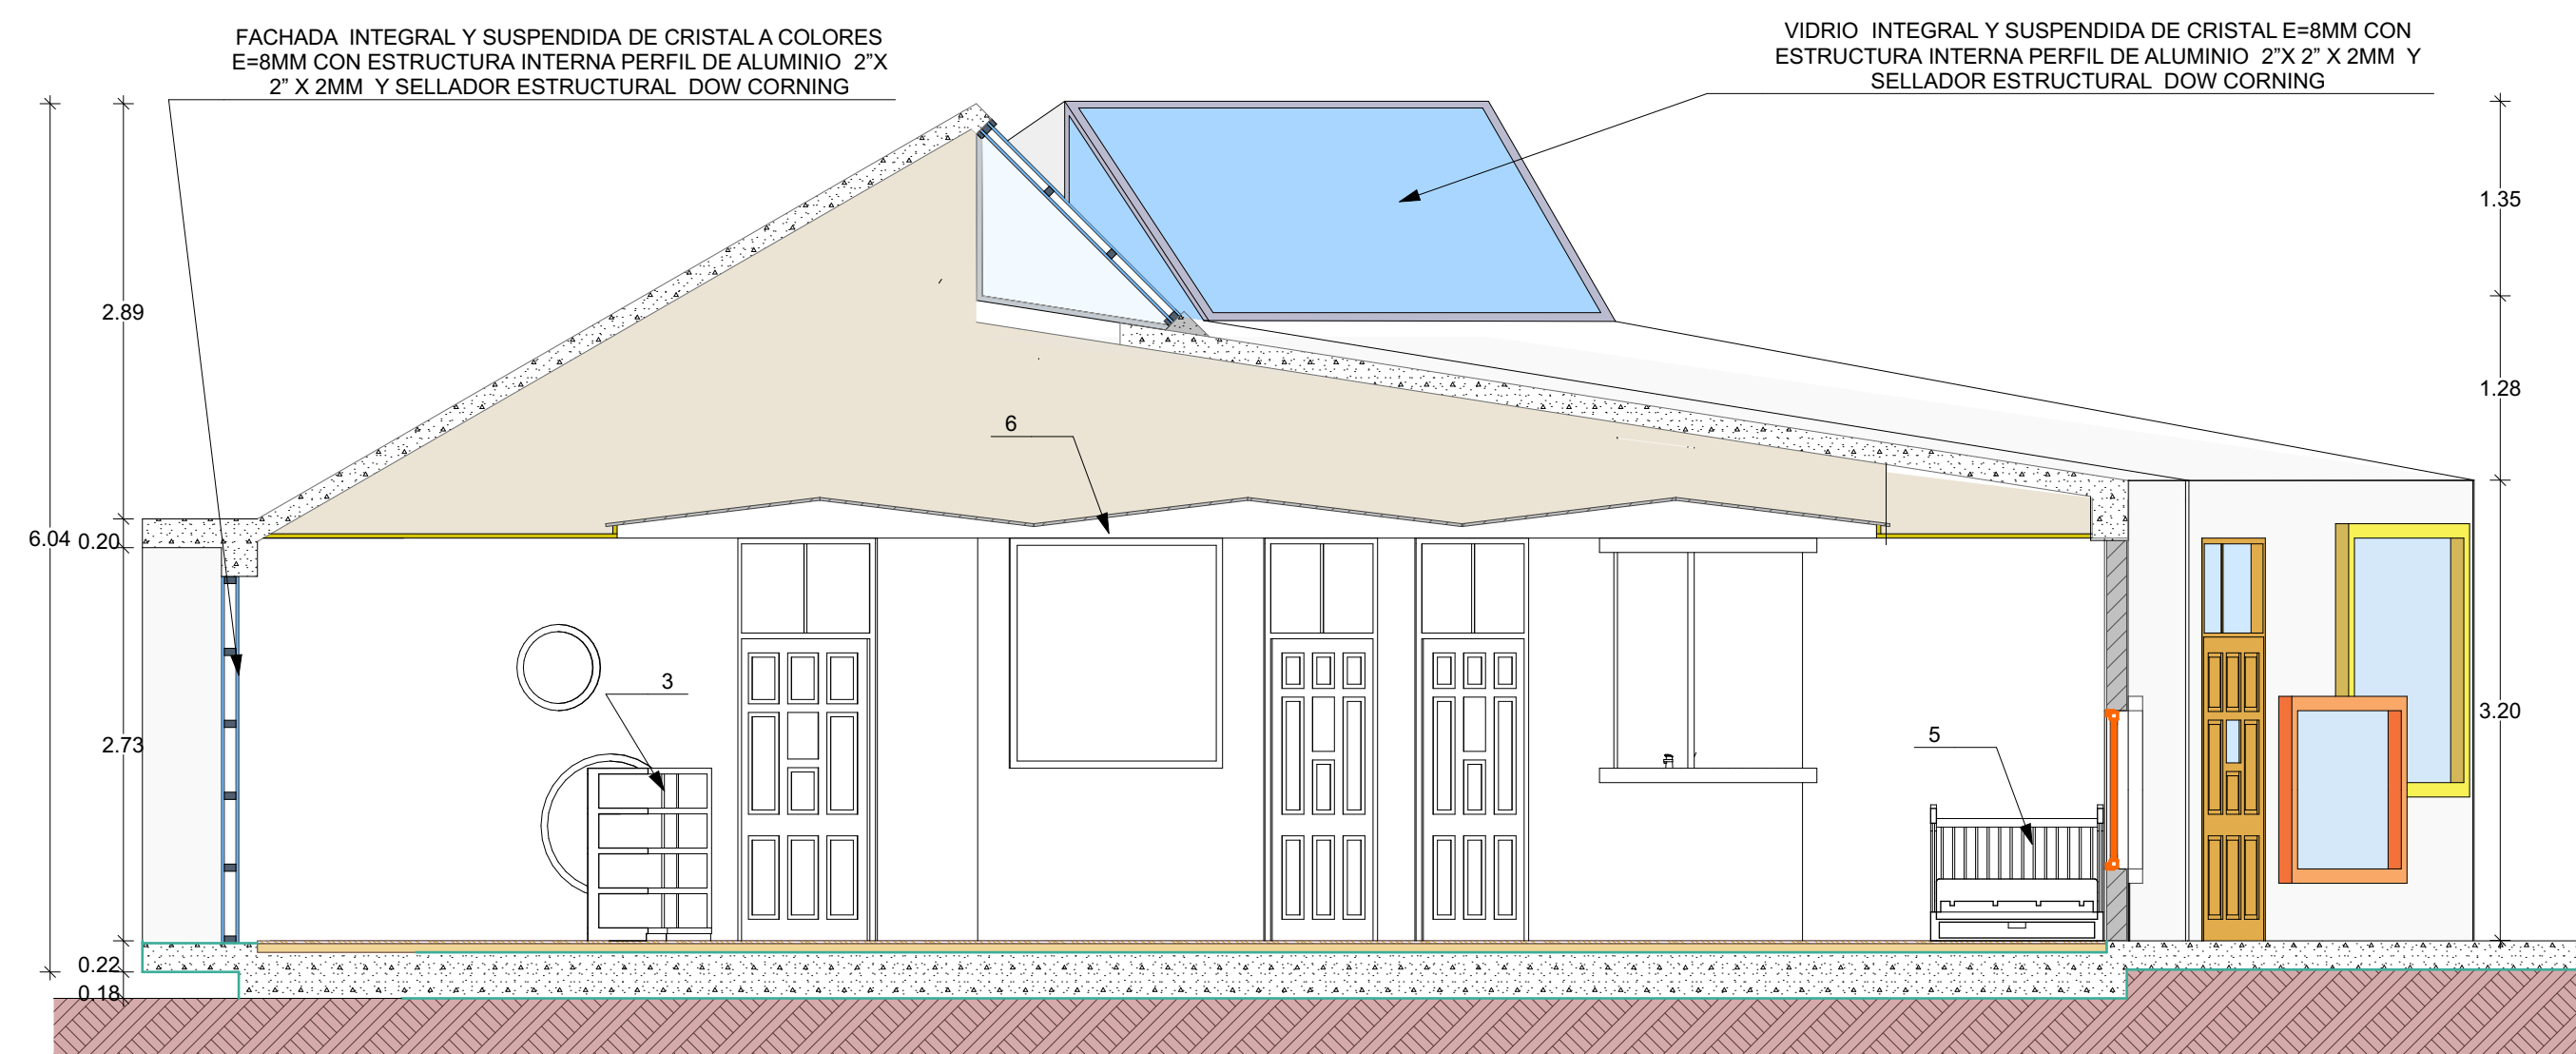 FACHADA INTEGRAL Y SUSPENDIDA DE CRISTAL A COLORES
E=8MM CON ESTRUCTURA INTERNA PERFIL DE ALUMINIO 2”X
2” X 2MM Y SELLADOR ESTRUCTURAL DOW CORNING
VIDRIO INTEGRAL Y SUSPENDIDA DE CRISTAL E=8MM CON
ESTRUCTURA INTERNA PERFIL DE ALUMINIO 2”X 2” X 2MM Y
SELLADOR ESTRUCTURAL DOW CORNING
1.35
2.89
1.28
6
6.04
0.20
3
3.20
5
2.73
0.22
0.18